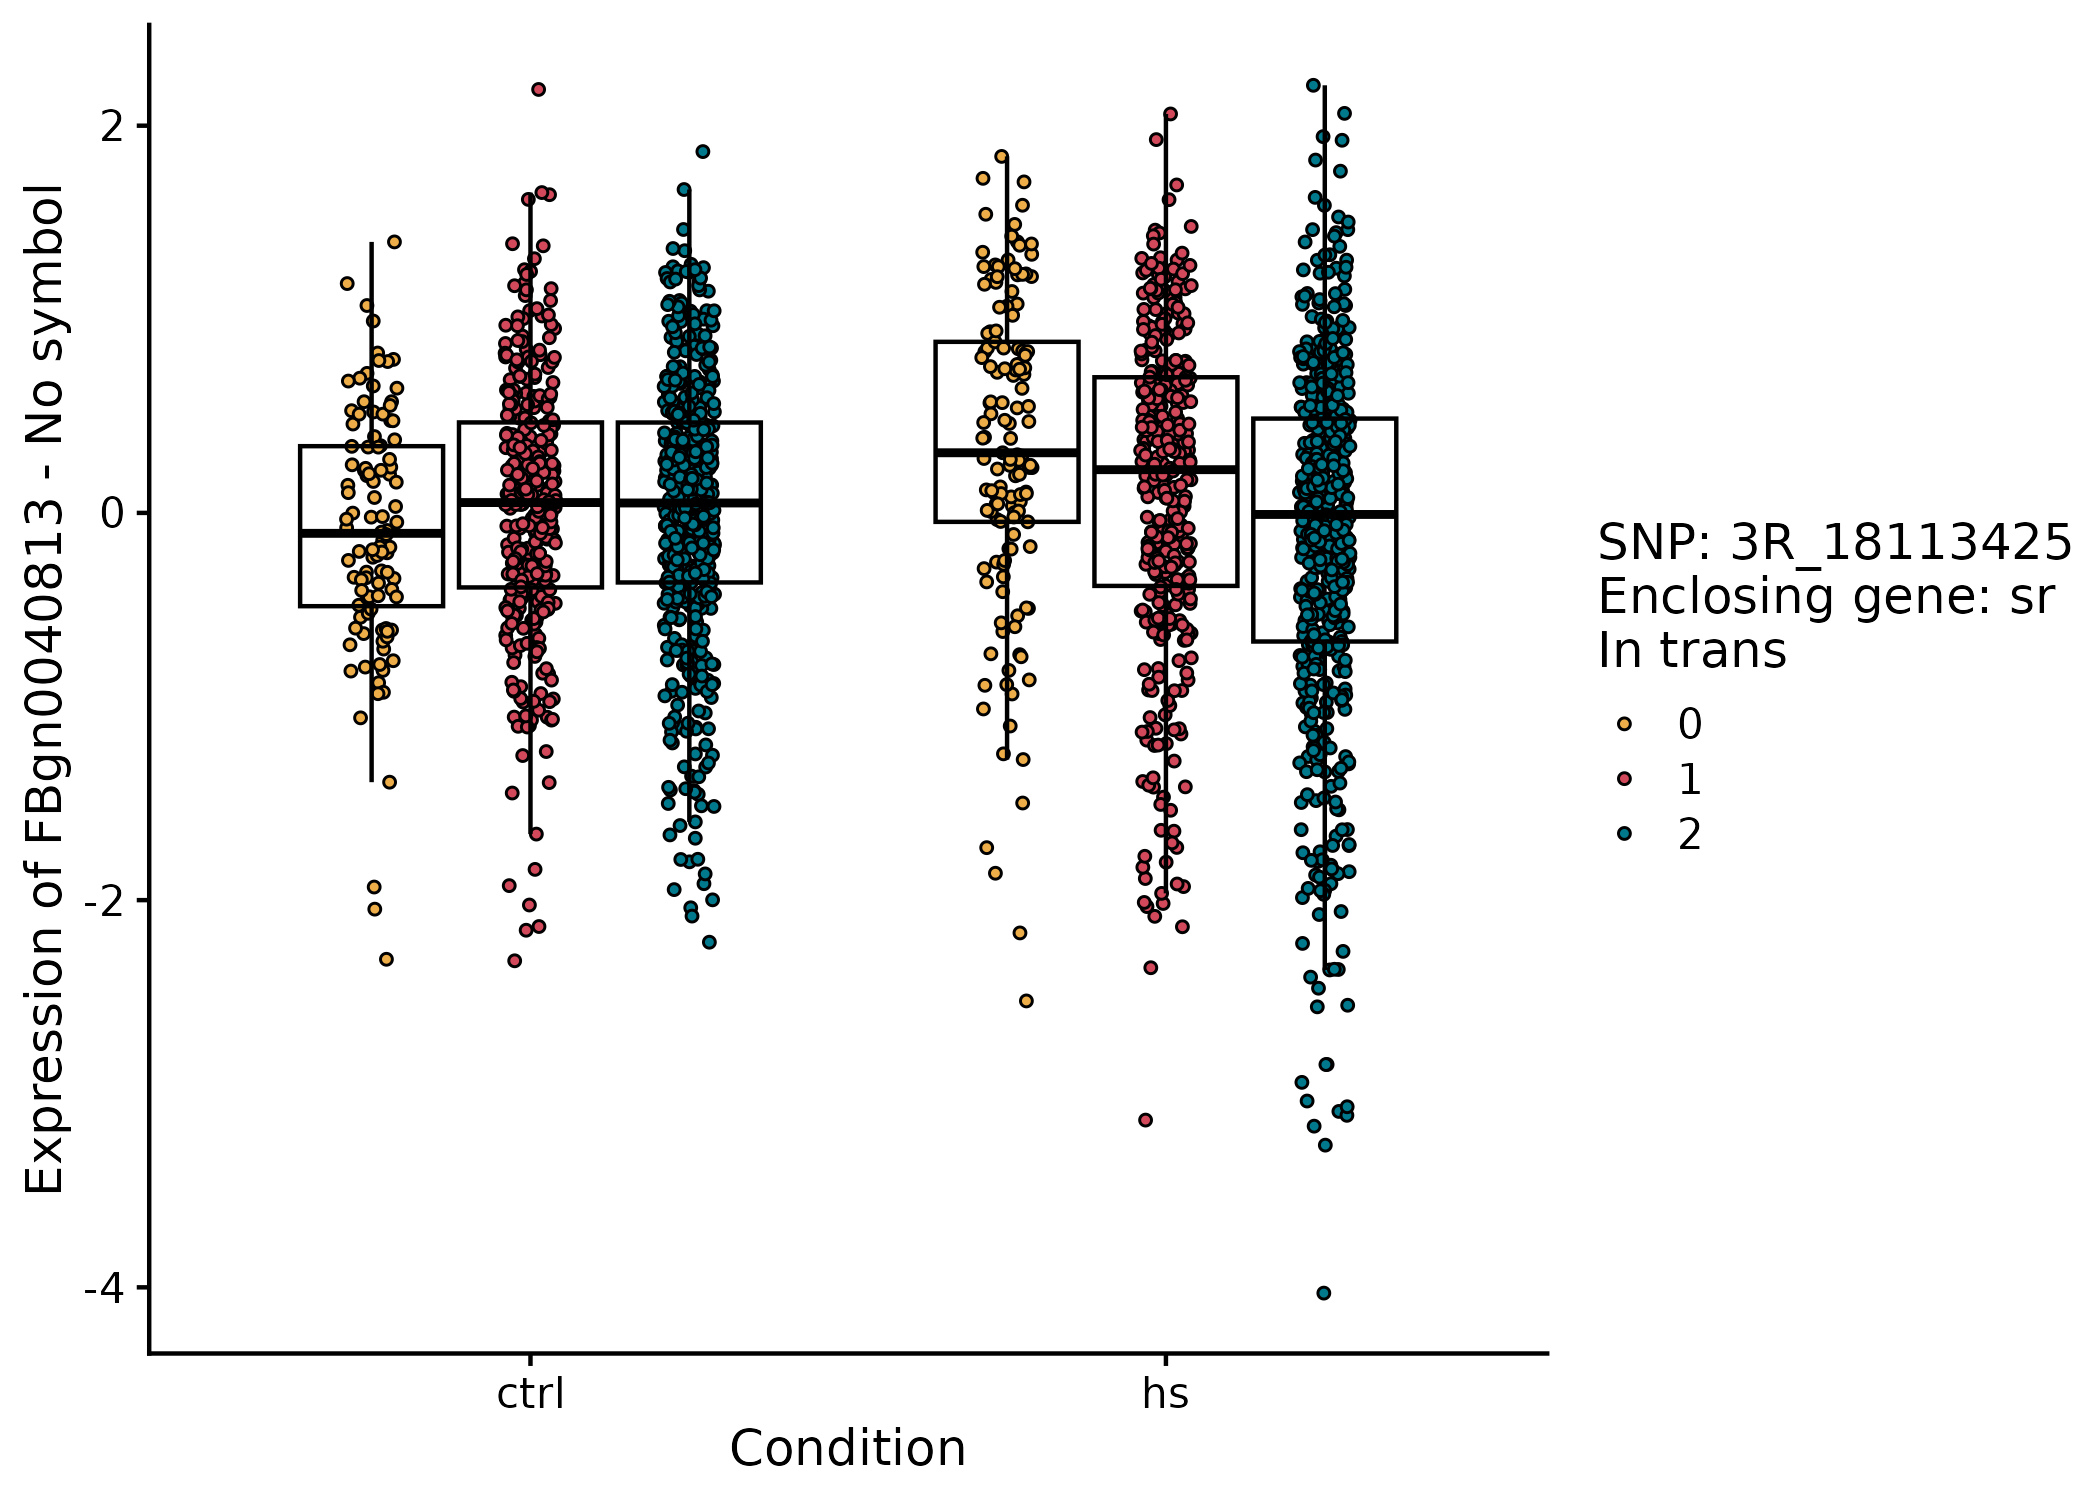 Expression of FBgn0040813 - No symbol
2
0
-2
-4
ctrl
hs
Condition
SNP: 3R_18113425
Enclosing gene: sr
In trans
0
1
2